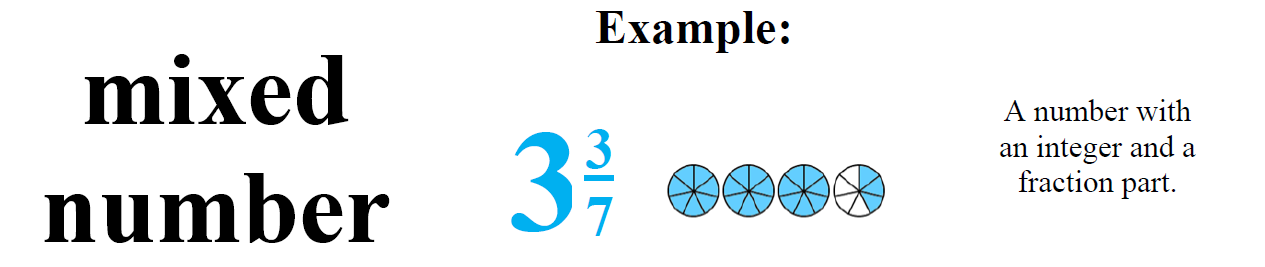 mixed
number
Example:
3 3/7
A number with
an integer and a
fraction part.